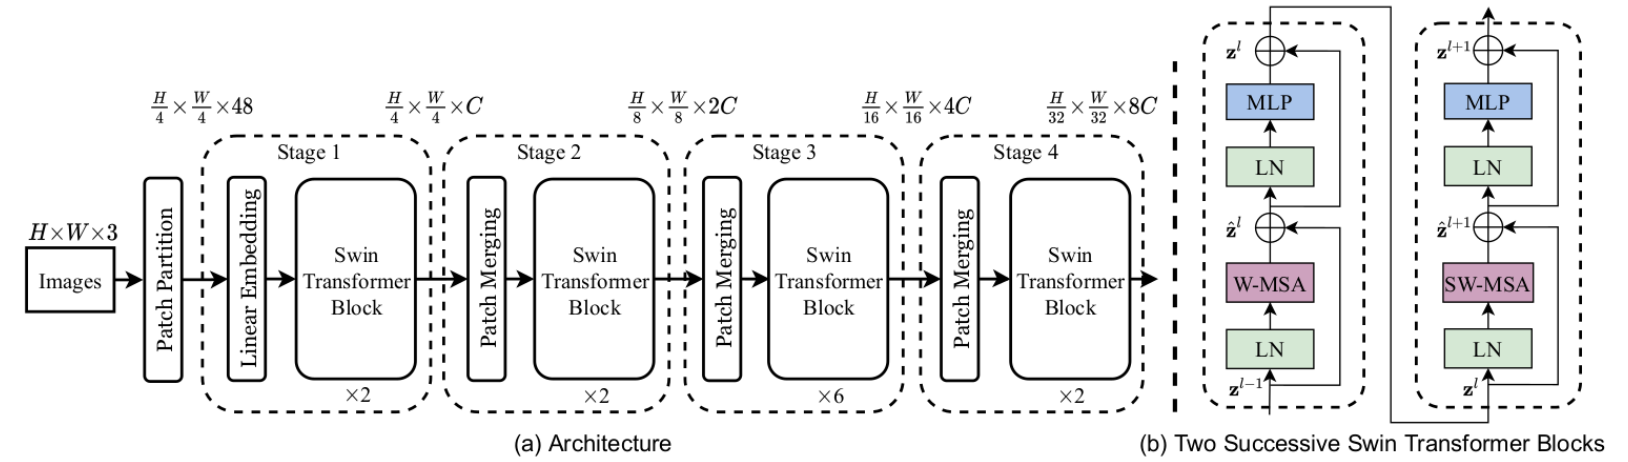 H/4 × W/4 × 48
H/4 × W/4 × C
H/8 × W/8 × 2C
H/16 × W/16 × 4C
H/32 × W/32 × 8C
Stage 1
Stage 2
Stage 3
Stage 4
H×W×3
Images
Patch Partition
Linear Embedding
Swin
Transformer
Block
×2
Patch Merging
Swin
Transformer
Block
×2
Patch Merging
Swin
Transformer
Block
×6
Patch Merging
Swin
Transformer
Block
×2
(a) Architecture
z^l
MLP
LN
ẑ^l
W-MSA
LN
z^{l-1}
z^{l+1}
MLP
LN
ẑ^{l+1}
SW-MSA
LN
z^l
(b) Two Successive Swin Transformer Blocks